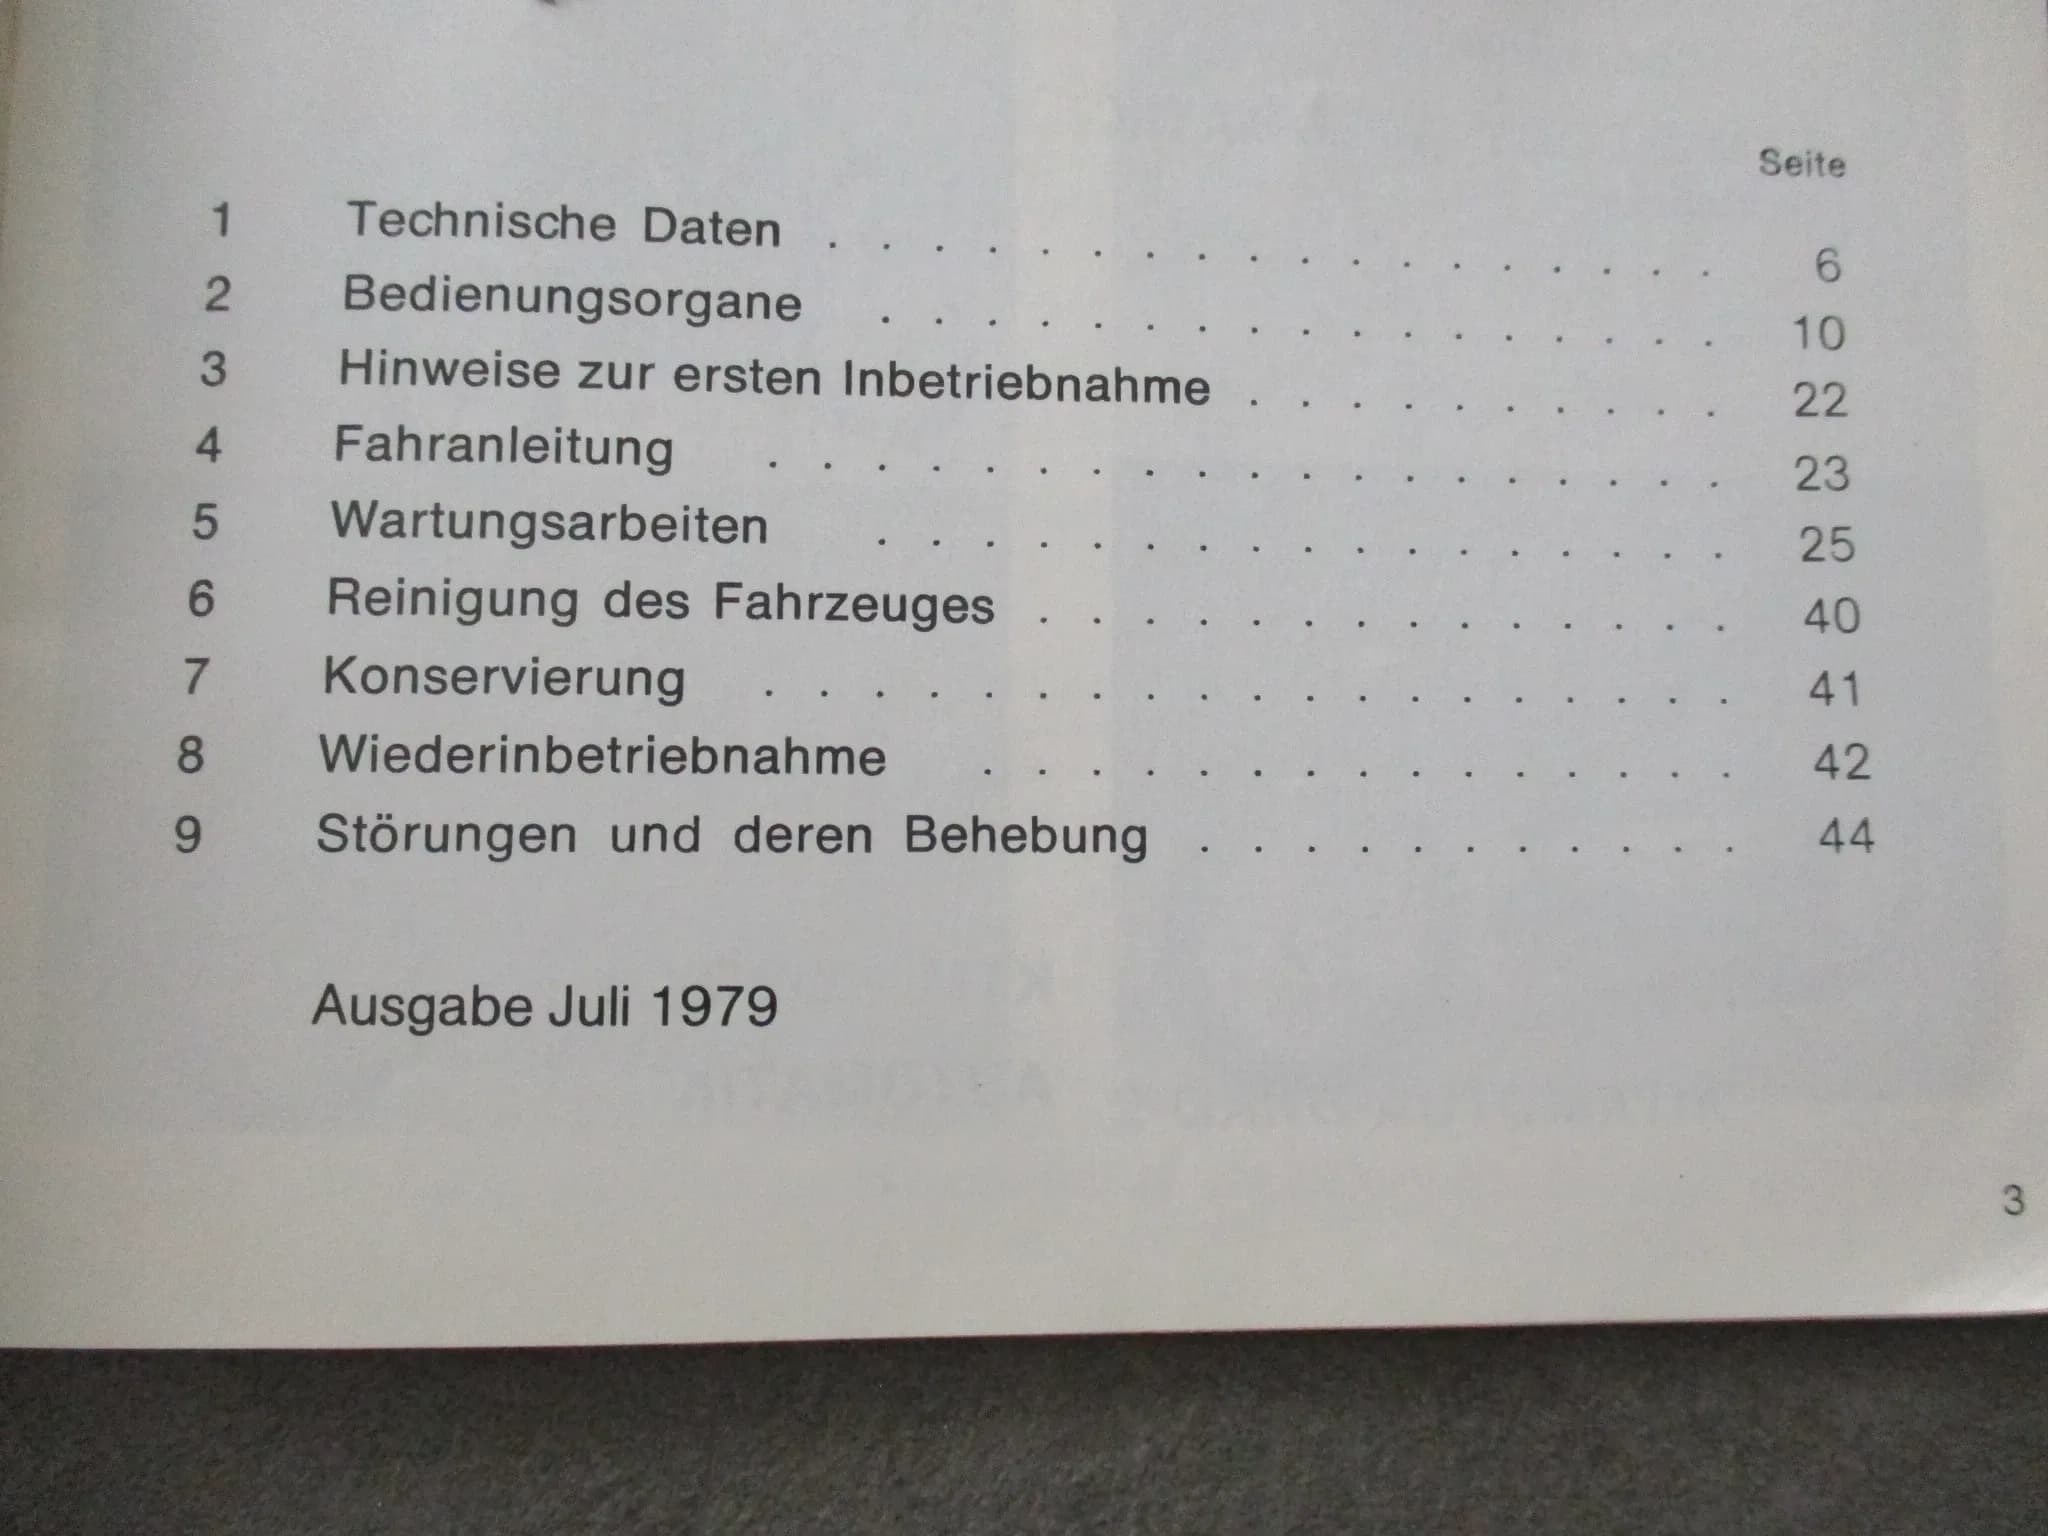 Seite
1 Technische Daten . . . . . . . . . . . . . . . . . . 6
2 Bedienungsorgane . . . . . . . . . . . . . . . . . 10
3 Hinweise zur ersten Inbetriebnahme . . . . . . . . . . 22
4 Fahranleitung . . . . . . . . . . . . . . . . . . . 23
5 Wartungsarbeiten . . . . . . . . . . . . . . . . . 25
6 Reinigung des Fahrzeuges . . . . . . . . . . . . . . 40
7 Konservierung . . . . . . . . . . . . . . . . . . . 41
8 Wiederinbetriebnahme . . . . . . . . . . . . . . . 42
9 Störungen und deren Behebung . . . . . . . . . . . 44
Ausgabe Juli 1979
3